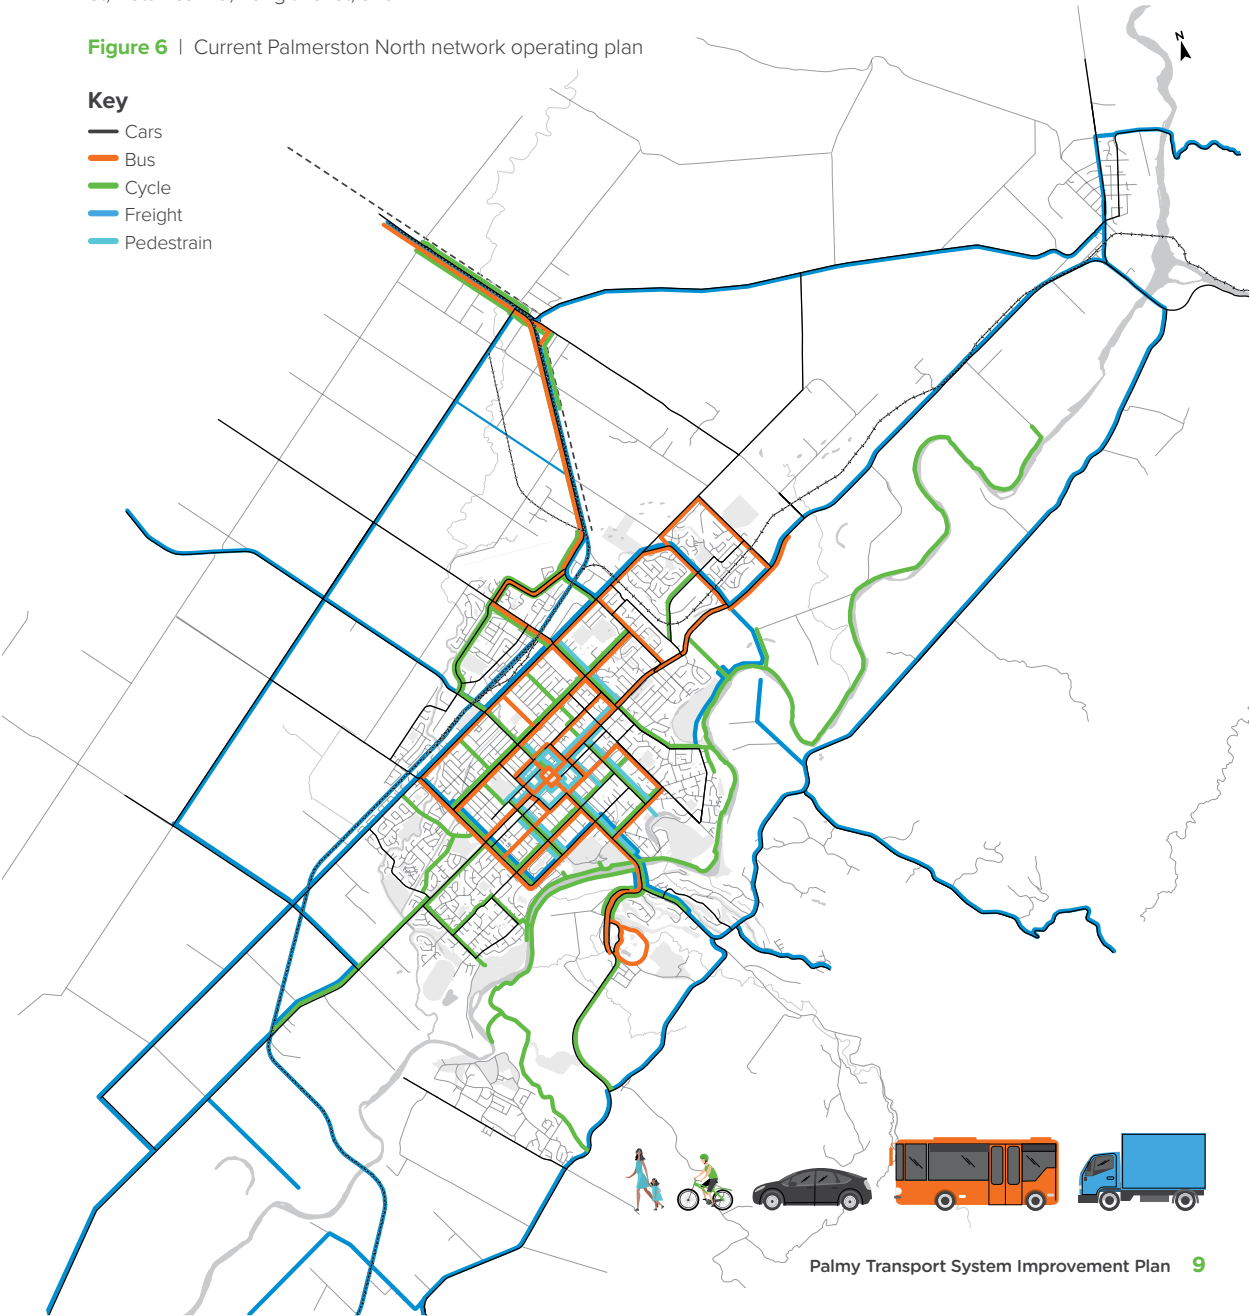 Figure 6 | Current Palmerston North network operating plan
Key
Cars
Bus
Cycle
Freight
Pedestrain
N
Palmy Transport System Improvement Plan 9